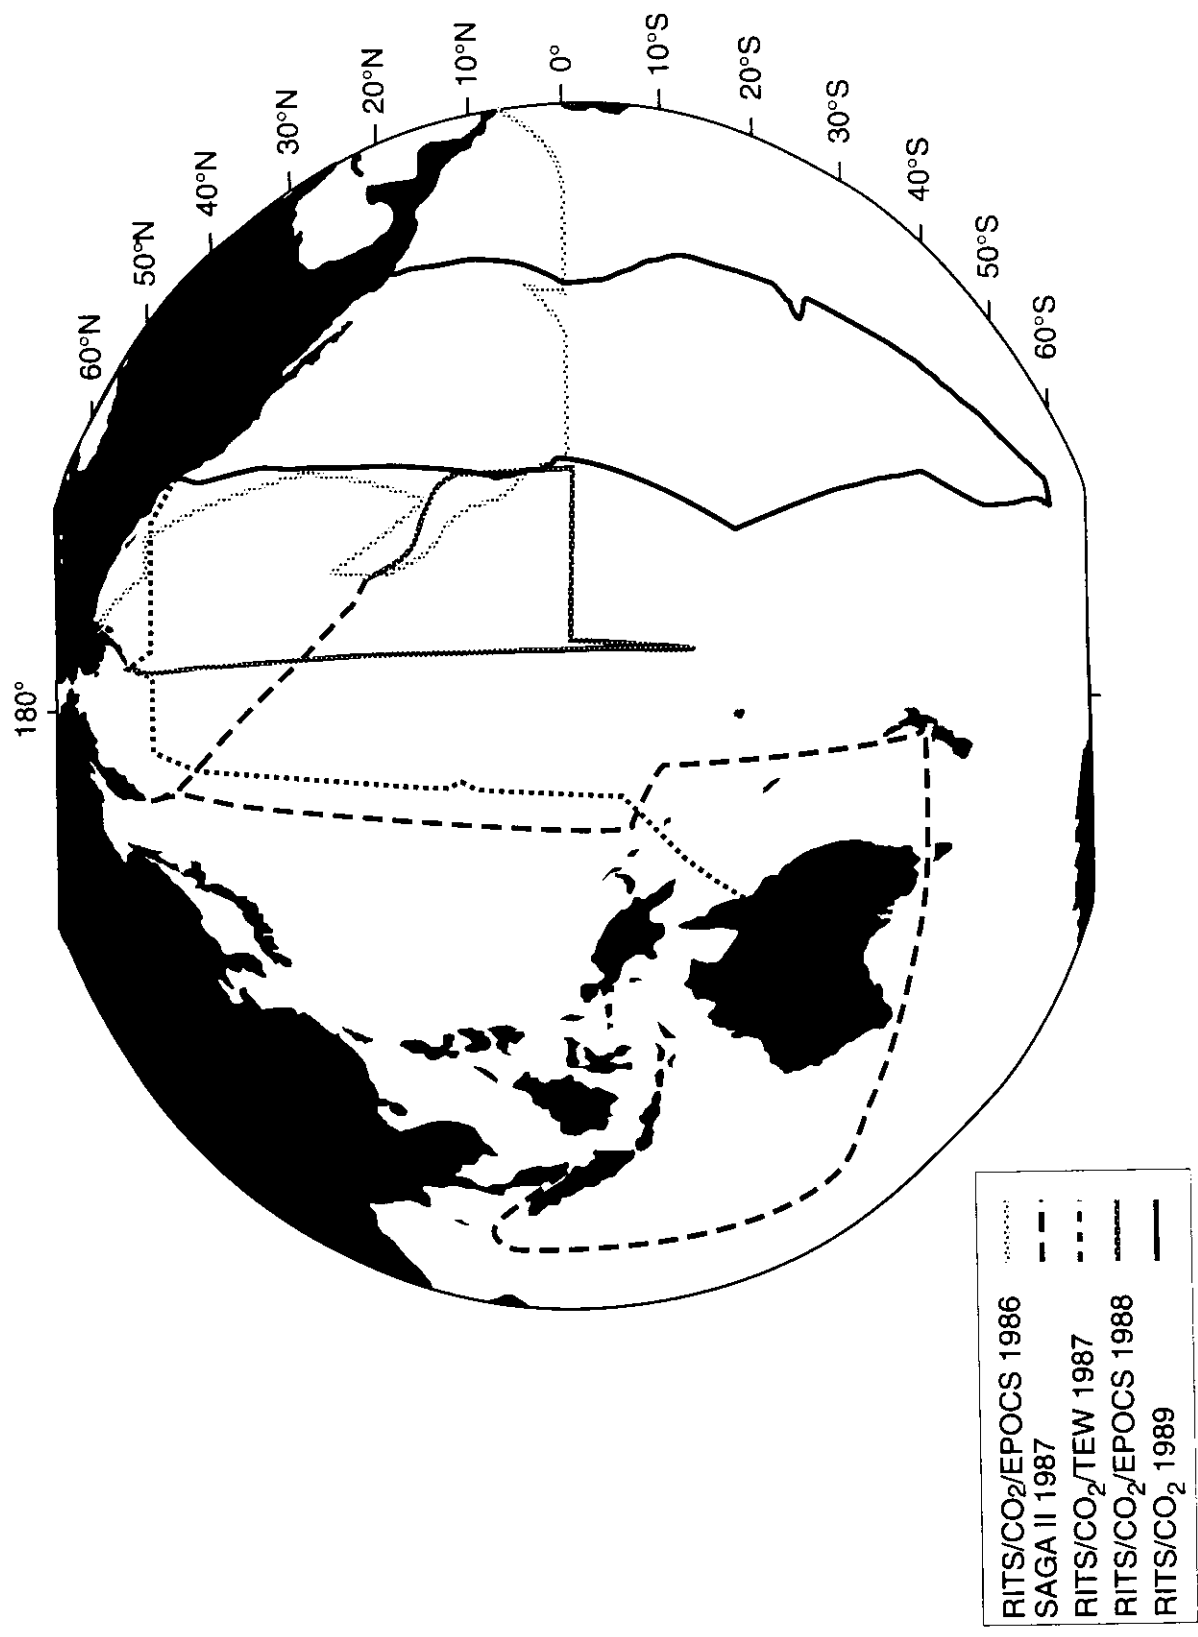 180°
60°N
50°N
40°N
30°N
20°N
10°N
0°
10°S
20°S
30°S
40°S
50°S
60°S
RITS/CO₂/EPOCS 1986
SAGA II 1987
RITS/CO₂/TEW 1987
RITS/CO₂/EPOCS 1988
RITS/CO₂ 1989